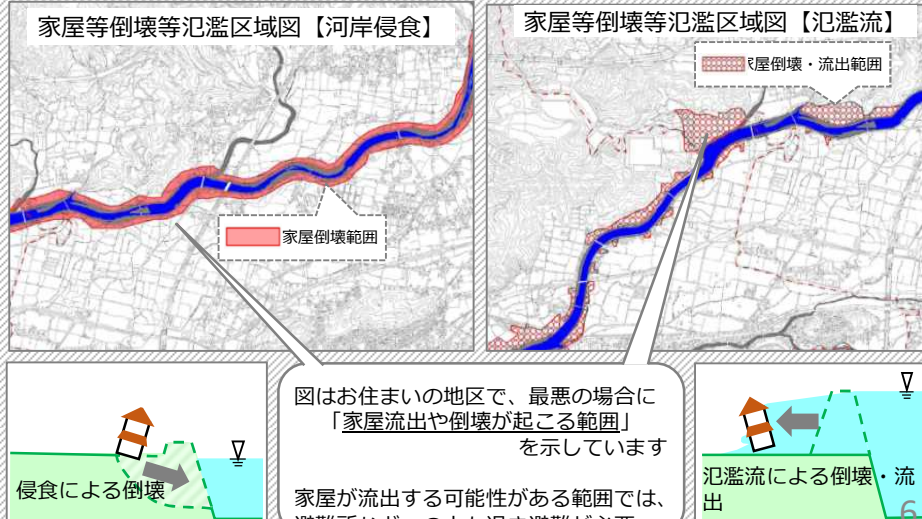 家屋等倒壊等氾濫区域図【河岸侵食】
家屋等倒壊等氾濫区域図【氾濫流】
家屋倒壊・流出範囲
家屋倒壊範囲
図はお住まいの地区で、最悪の場合に
「家屋流出や倒壊が起こる範囲」
を示しています
家屋が流出する可能性がある範囲では、
侵食による倒壊
氾濫流による倒壊・流
出
6